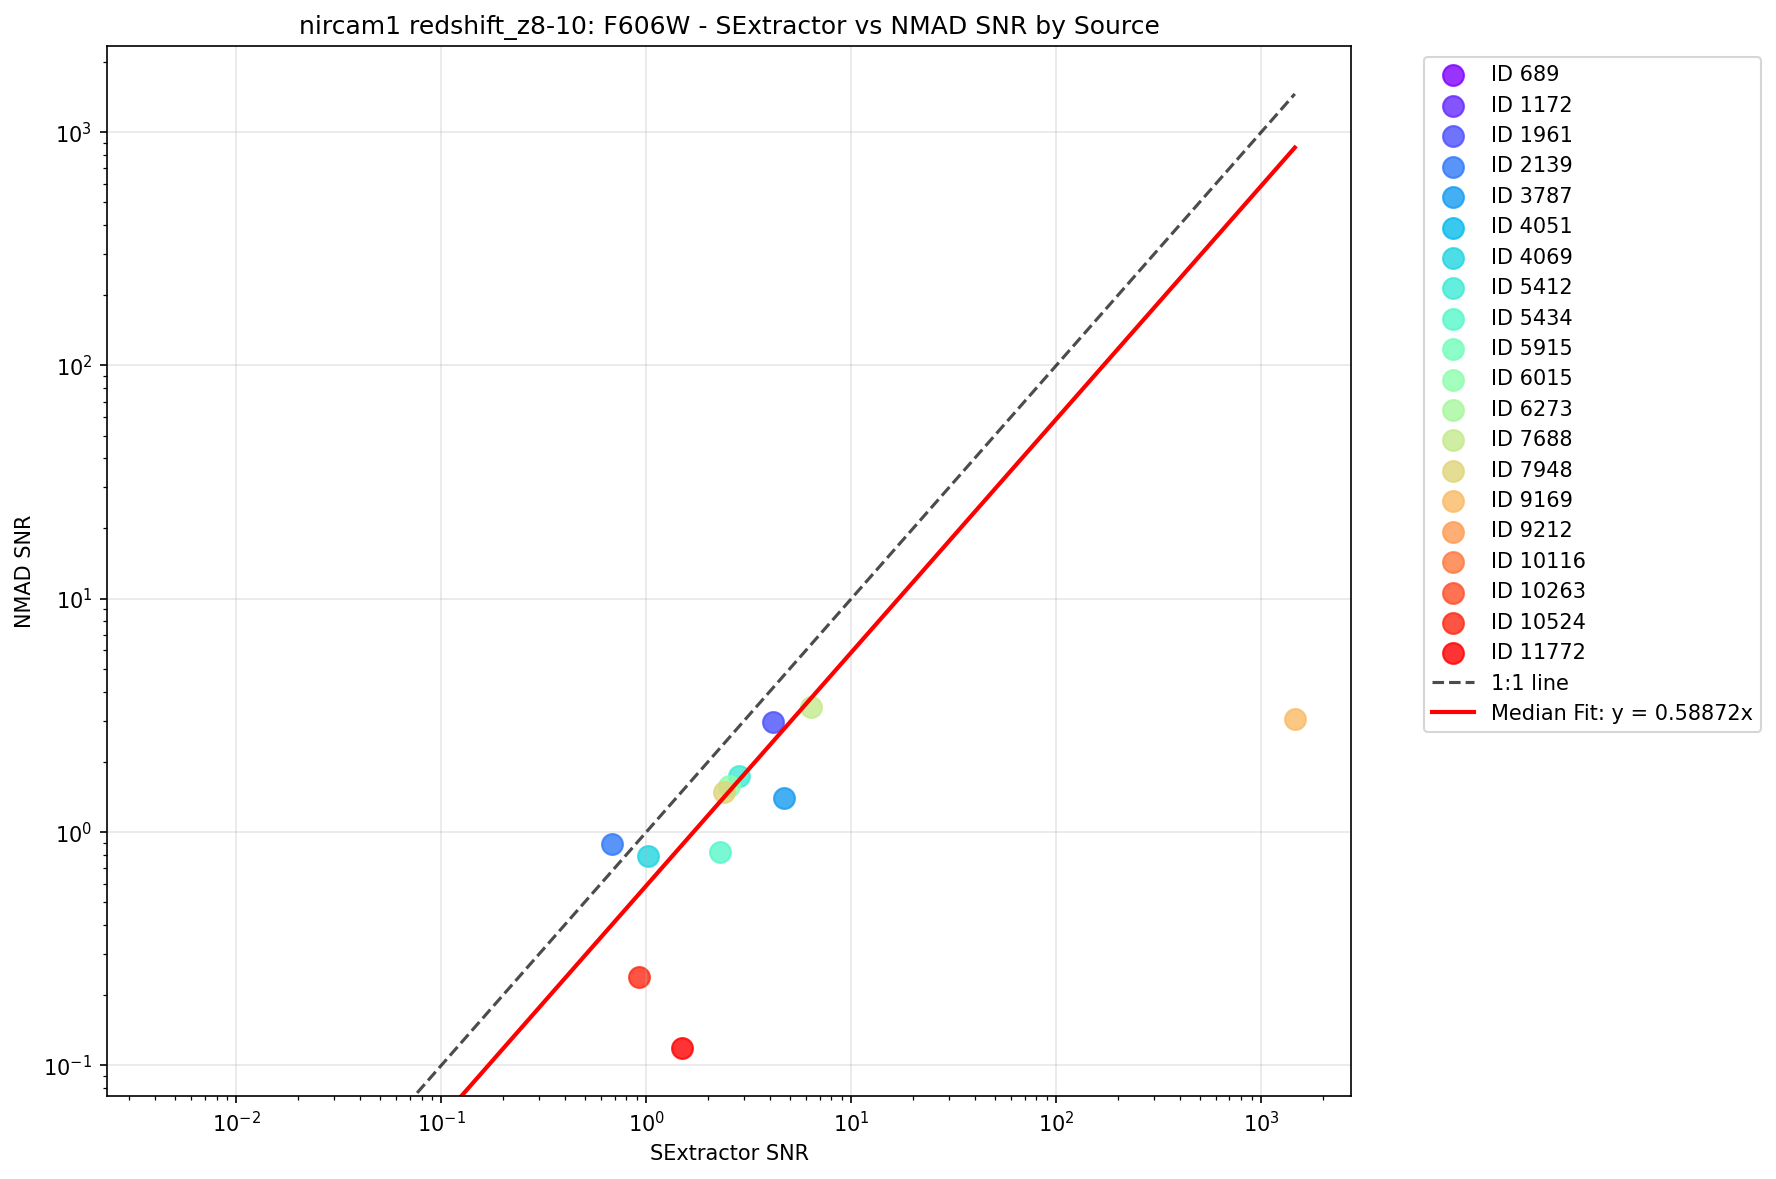 nircam1 redshift_z8-10: F606W - SExtractor vs NMAD SNR by Source
NMAD SNR
10³
10²
10¹
10⁰
10⁻¹
10⁻²
10⁻¹
10⁰
10¹
10²
10³
SExtractor SNR
ID 689
ID 1172
ID 1961
ID 2139
ID 3787
ID 4051
ID 4069
ID 5412
ID 5434
ID 5915
ID 6015
ID 6273
ID 7688
ID 7948
ID 9169
ID 9212
ID 10116
ID 10263
ID 10524
ID 11772
1:1 line
Median Fit: y = 0.58872x